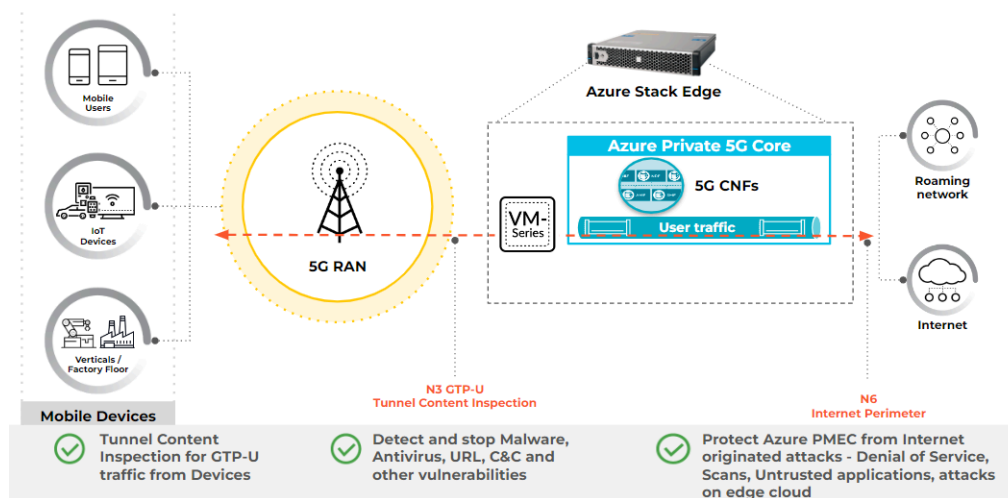 Mobile
Users
IoT
Devices
Verticals /
Factory Floor
Mobile Devices
5G RAN
Azure Stack Edge
Azure Private 5G Core
5G CNFs
VM-
Series
User traffic
Roaming
network
Internet
N3 GTP-U
Tunnel Content Inspection
N6
Internet Perimeter
Tunnel Content
Inspection for GTP-U
traffic from Devices
Detect and stop Malware,
Antivirus, URL, C&C and
other vulnerabilities
Protect Azure PMEC from Internet
originated attacks - Denial of Service,
Scans, Untrusted applications, attacks
on edge cloud